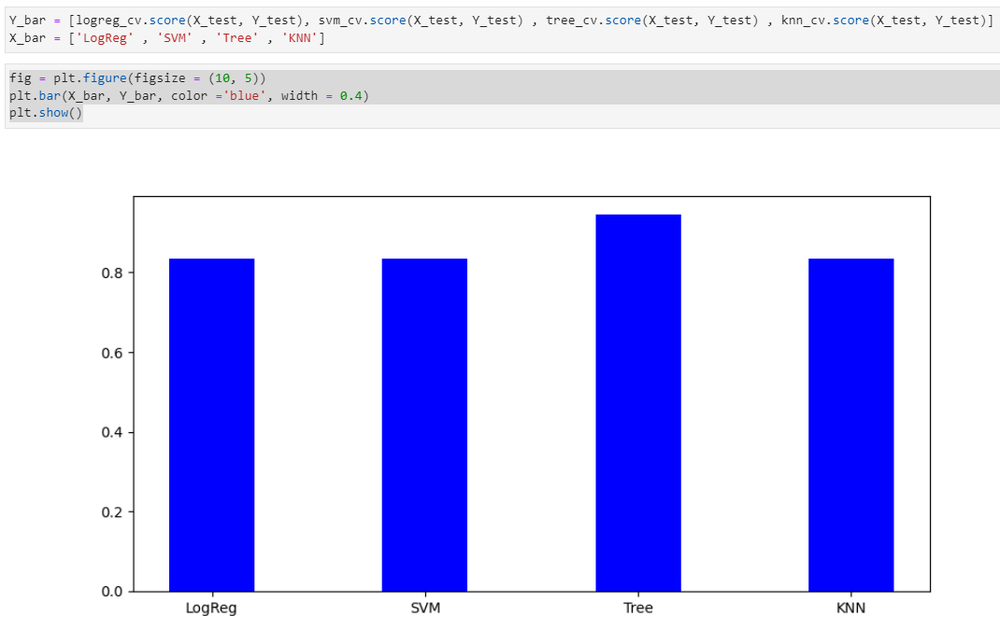 Y_bar = [logreg_cv.score(X_test, Y_test), svm_cv.score(X_test, Y_test) , tree_cv.score(X_test, Y_test) , knn_cv.score(X_test, Y_test)]
X_bar = ['LogReg' , 'SVM' , 'Tree' , 'KNN']
fig = plt.figure(figsize = (10, 5))
plt.bar(X_bar, Y_bar, color ='blue', width = 0.4)
plt.show()
0.8
0.6
0.4
0.2
0.0
LogReg SVM Tree KNN